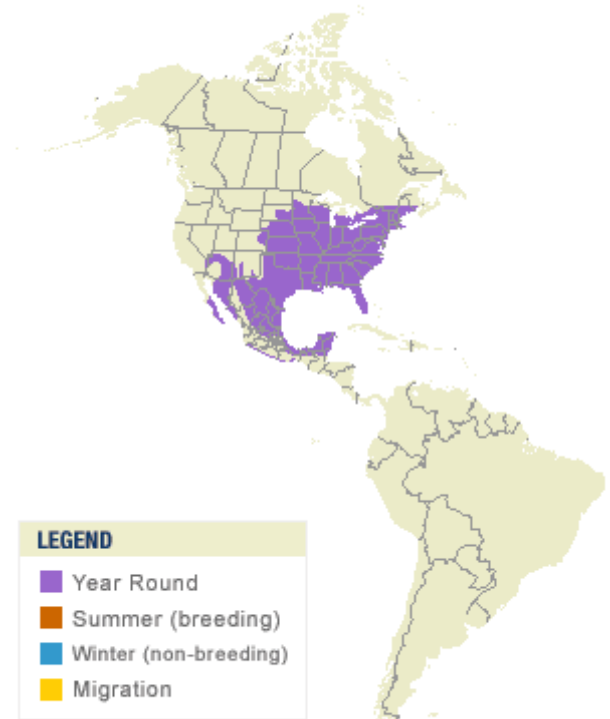 LEGEND
Year Round
Summer (breeding)
Winter (non-breeding)
Migration